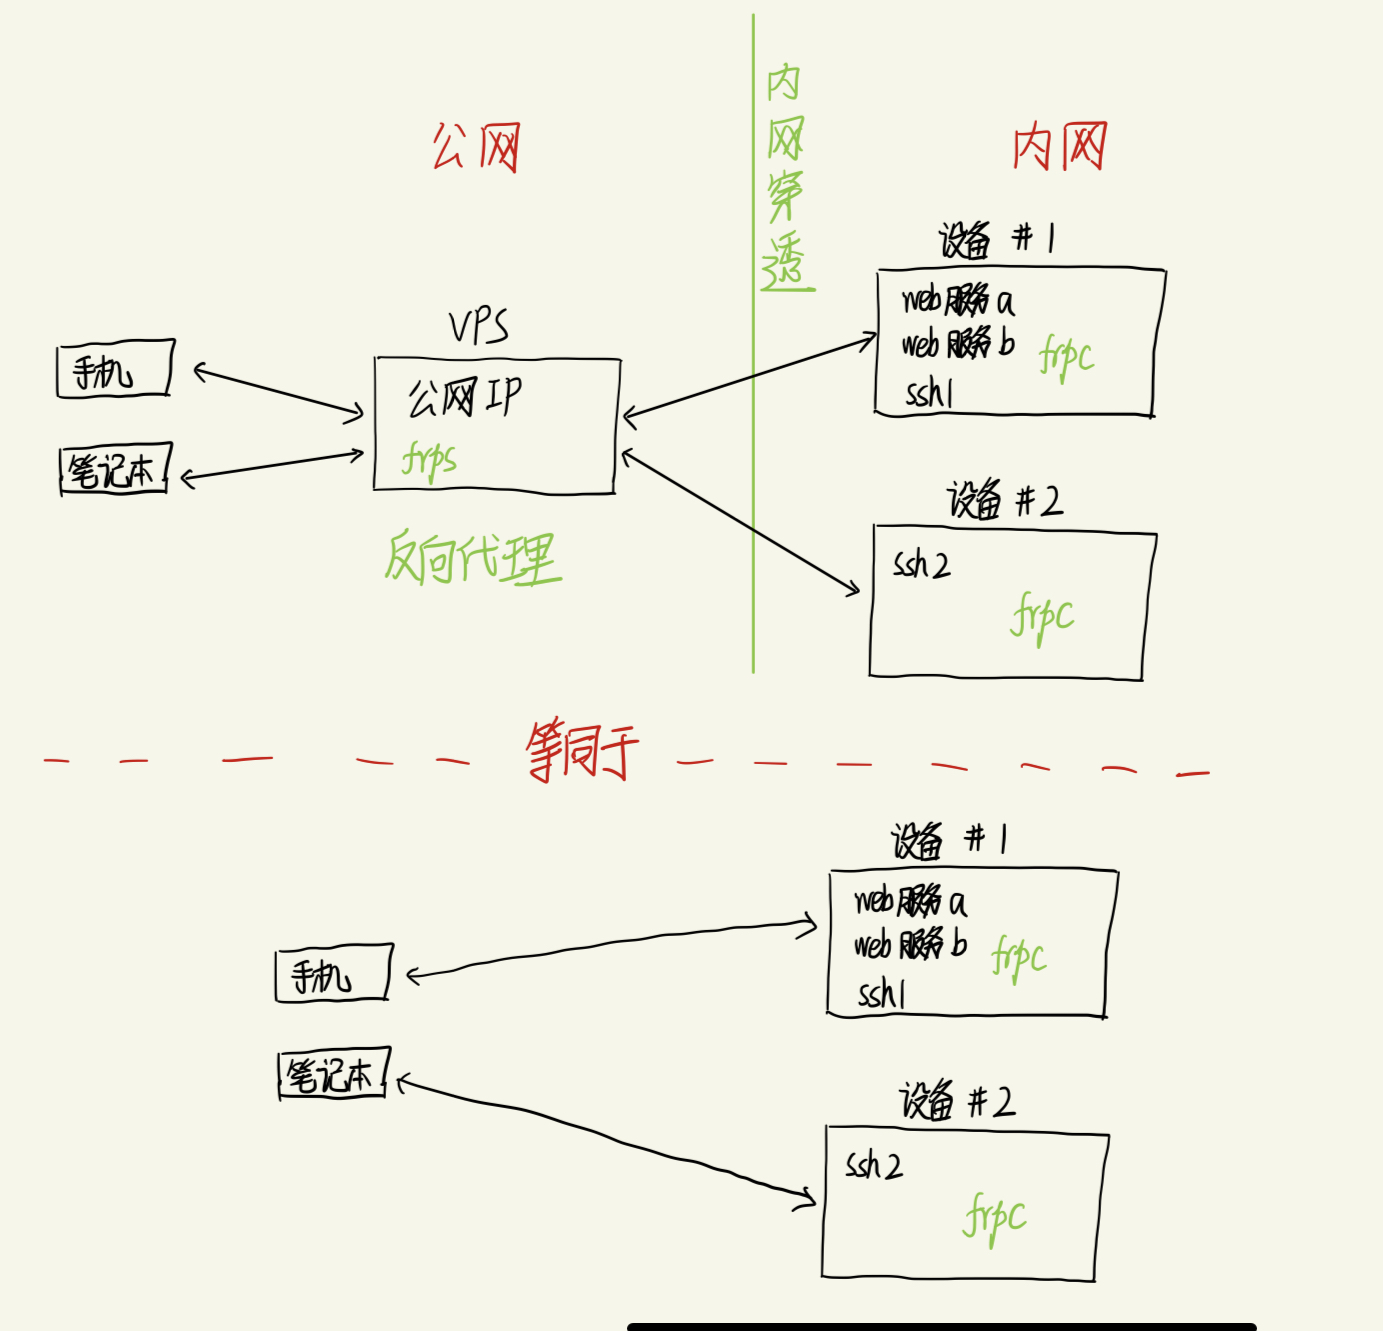 公网
内网穿透
内网
设备 #1
web服务a
web服务b
frpc
ssh1
VPS
公网IP
frps
反向代理
手机
笔记本
设备 #2
ssh2
frpc
等同于
设备 #1
web服务a
web服务b
frpc
ssh1
手机
笔记本
设备 #2
ssh2
frpc